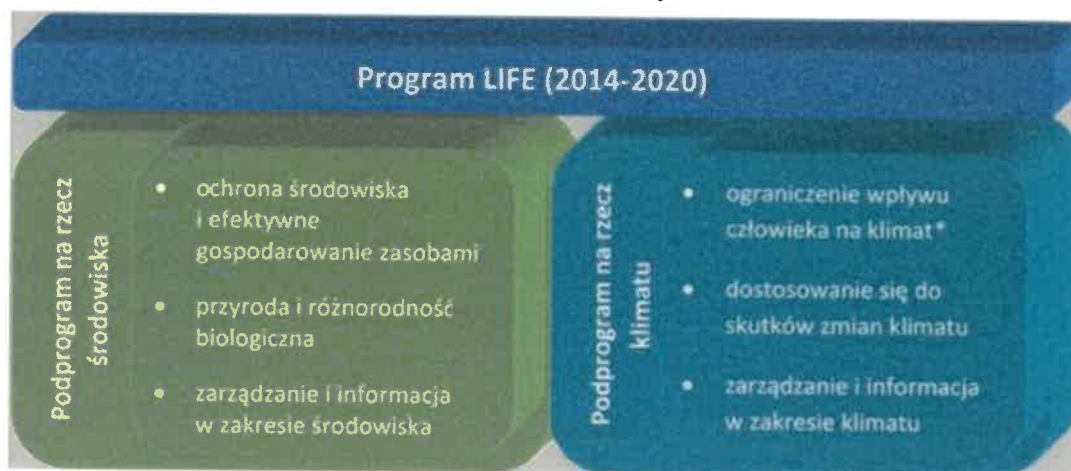 Program LIFE (2014-2020)
Podprogram na rzecz
środowiska
• ochrona środowiska
i efektywne
gospodarowanie zasobami
• przyroda i różnorodność
biologiczna
• zarządzanie i informacja
w zakresie środowiska
Podprogram na rzecz
klimatu
• ograniczenie wpływu
człowieka na klimat*
• dostosowanie się do
skutków zmian klimatu
• zarządzanie i informacja
w zakresie klimatu